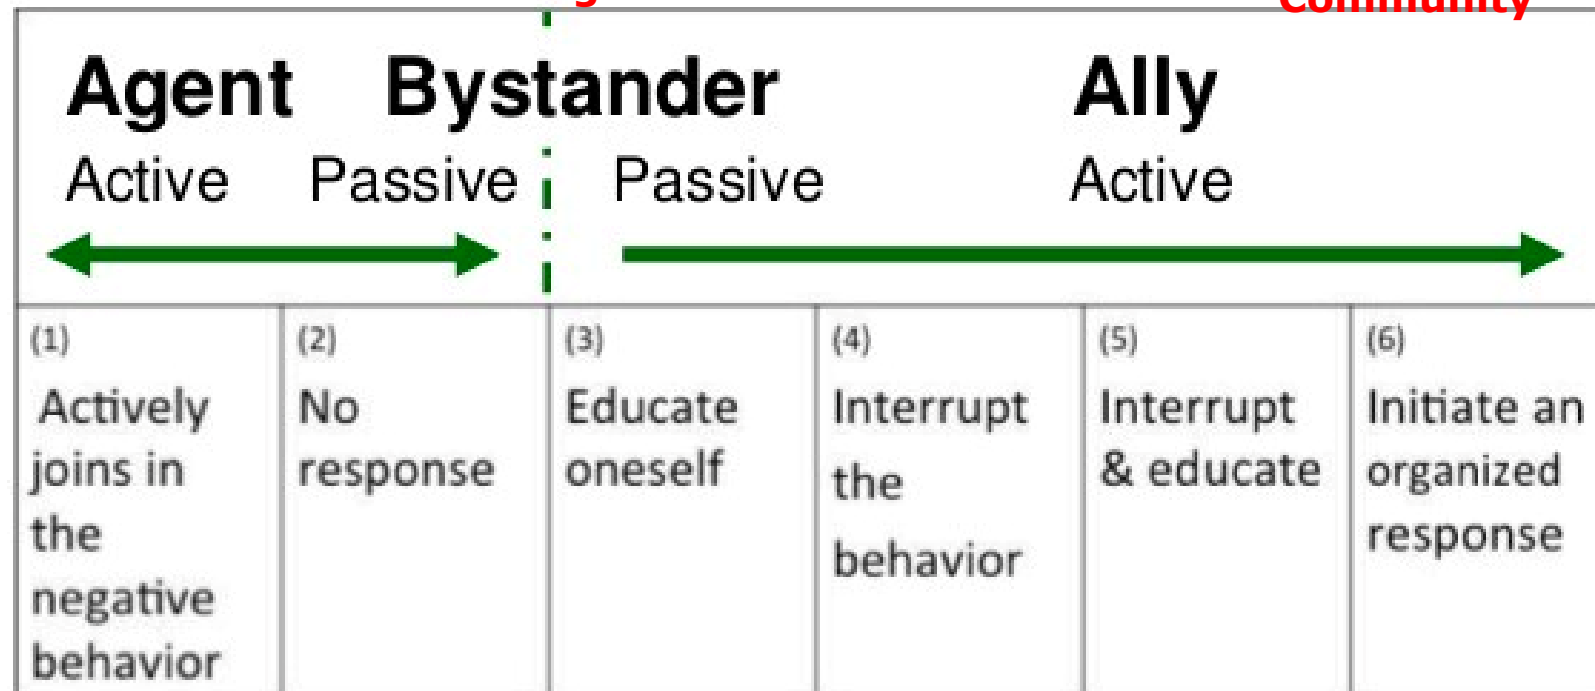 Community
Agent Bystander Ally
Active Passive Passive Active
(1)
Actively
joins in
the
negative
behavior
(2)
No
response
(3)
Educate
oneself
(4)
Interrupt
the
behavior
(5)
Interrupt
& educate
(6)
Initiate an
organized
response